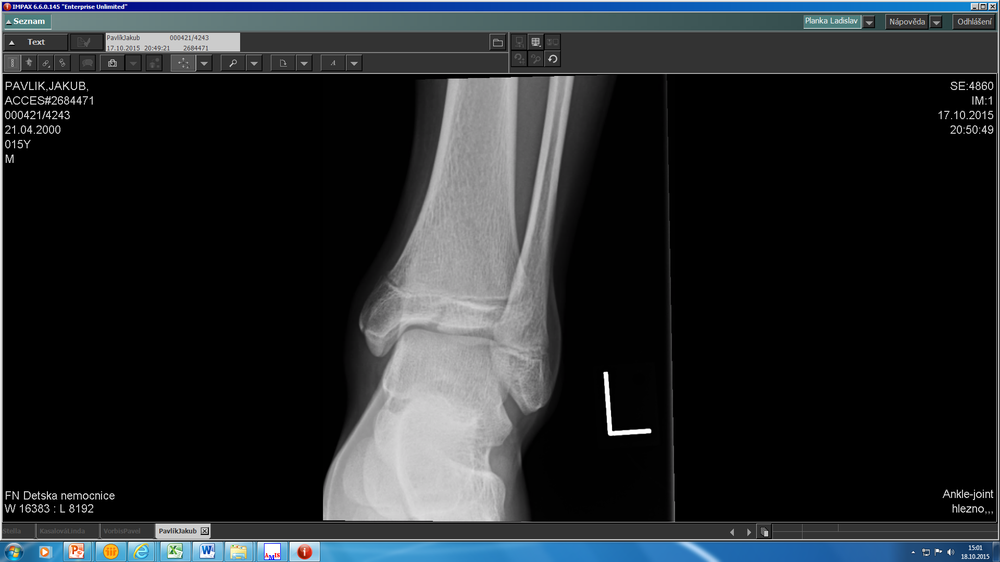 IMPAX 6.6.0.145 "Enterprise Unlimited"
Seznam
Planka Ladislav
Nápověda
Odhlášení
Text
PavlíkJakub 000421/4243
17.10.2015 20:49:21 2684471
A
PAVLIK,JAKUB,
ACCES#2684471
000421/4243
21.04.2000
015Y
M
SE:4860
IM:1
17.10.2015
20:50:49
L
FN Detska nemocnice
W 16383 : L 8192
Ankle-joint
hlezno,,,
Stella
KasalováLinda
VorbisPavel
PavlíkJakub
AMIS
15:01
18.10.2015